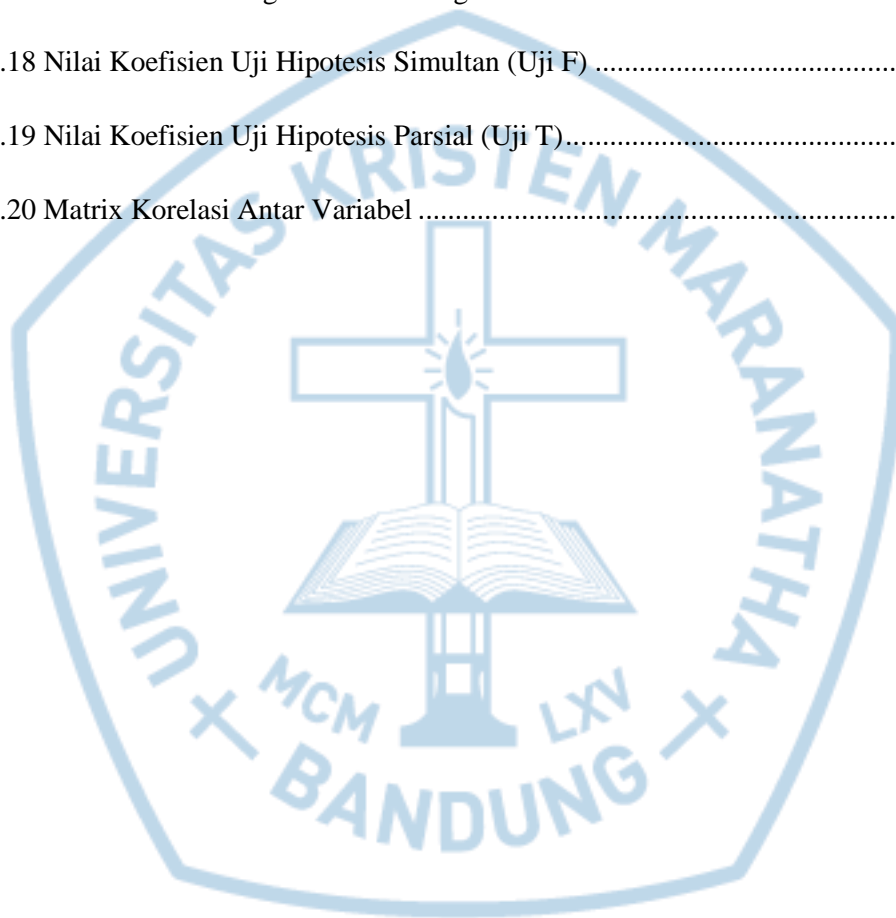 .18 Nilai Koefisien Uji Hipotesis Simultan (Uji F) ..........................................
.19 Nilai Koefisien Uji Hipotesis Parsial (Uji T)..............................................
.20 Matrix Korelasi Antar Variabel ..................................................................
UNIVERSITAS KRISTEN MARANATHA
MCM LXV
BANDUNG